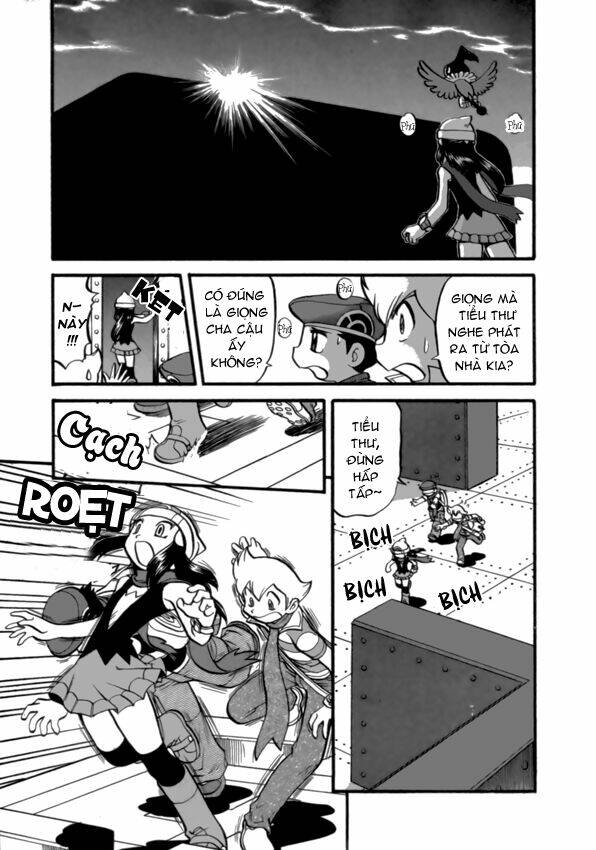 Phù
Phù
GIỌNG MÀ
TIỂU THƯ
NGHE PHÁT
RA TỪ TÒA
NHÀ KIA?
Phù
CÓ ĐÚNG
LÀ GIỌNG
CHA CẬU
ẤY
KHÔNG?
Phù
KÉT
N-
NÀY
!!!
TIỂU
THƯ,
ĐỪNG
HẤP
TẤP~
BỊCH
BỊCH
BỊCH
Cạch
ROẸT